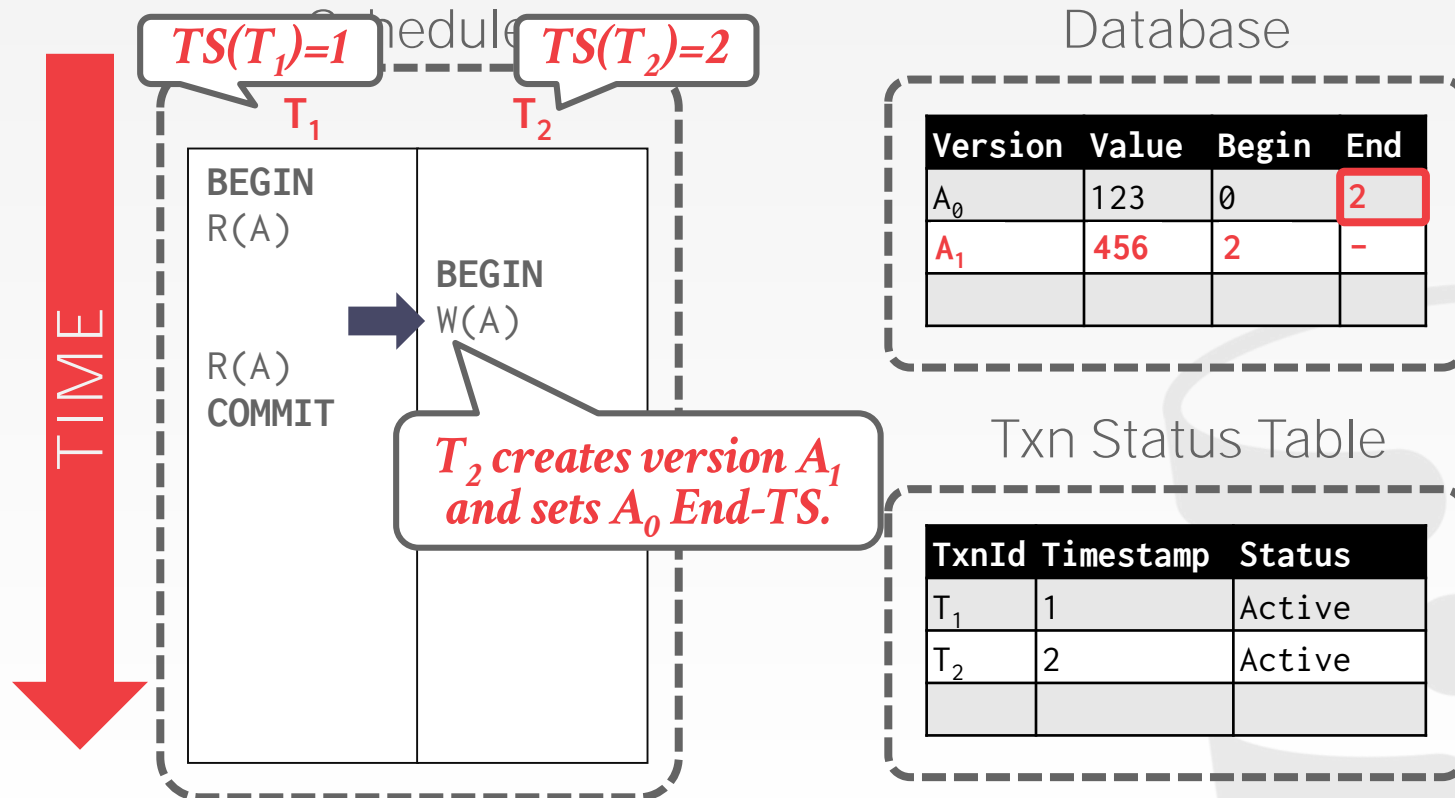 Schedule
TS(T₁)=1
TS(T₂)=2
T₁
T₂
BEGIN
R(A)
BEGIN
W(A)
R(A)
COMMIT
T₂ creates version A₁
and sets A₀ End-TS.
TIME
Database
Version Value Begin End
A₀ 123 0 2
A₁ 456 2 -
Txn Status Table
TxnId Timestamp Status
T₁ 1 Active
T₂ 2 Active